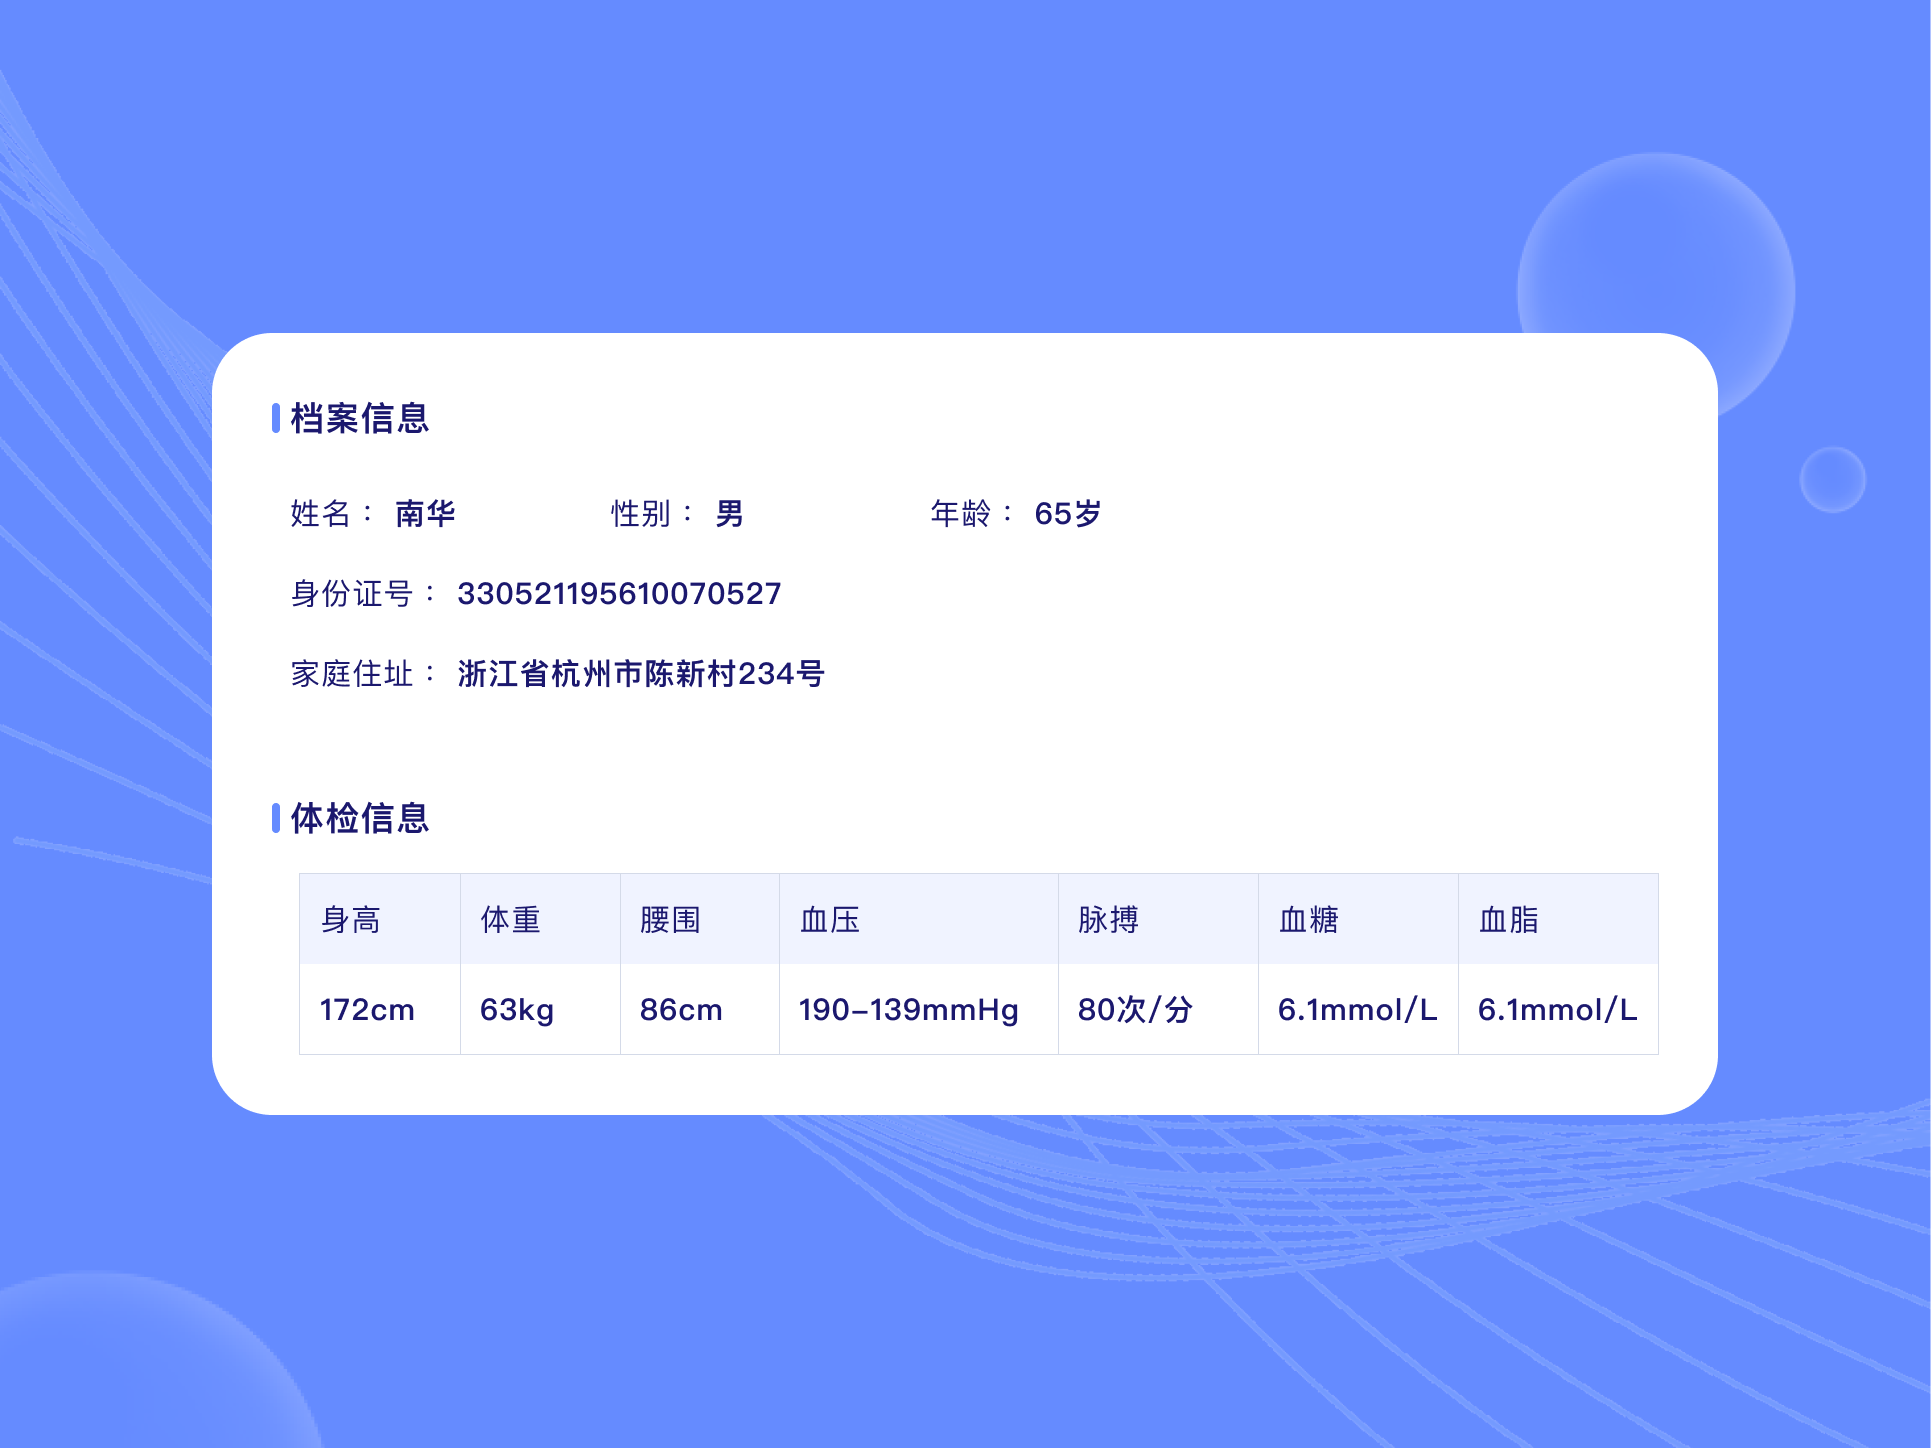 档案信息
姓名： 南华 性别： 男 年龄： 65岁
身份证号： 330521195610070527
家庭住址： 浙江省杭州市陈新村234号
体检信息
身高 体重 腰围 血压 脉搏 血糖 血脂
172cm 63kg 86cm 190-139mmHg 80次/分 6.1mmol/L 6.1mmol/L